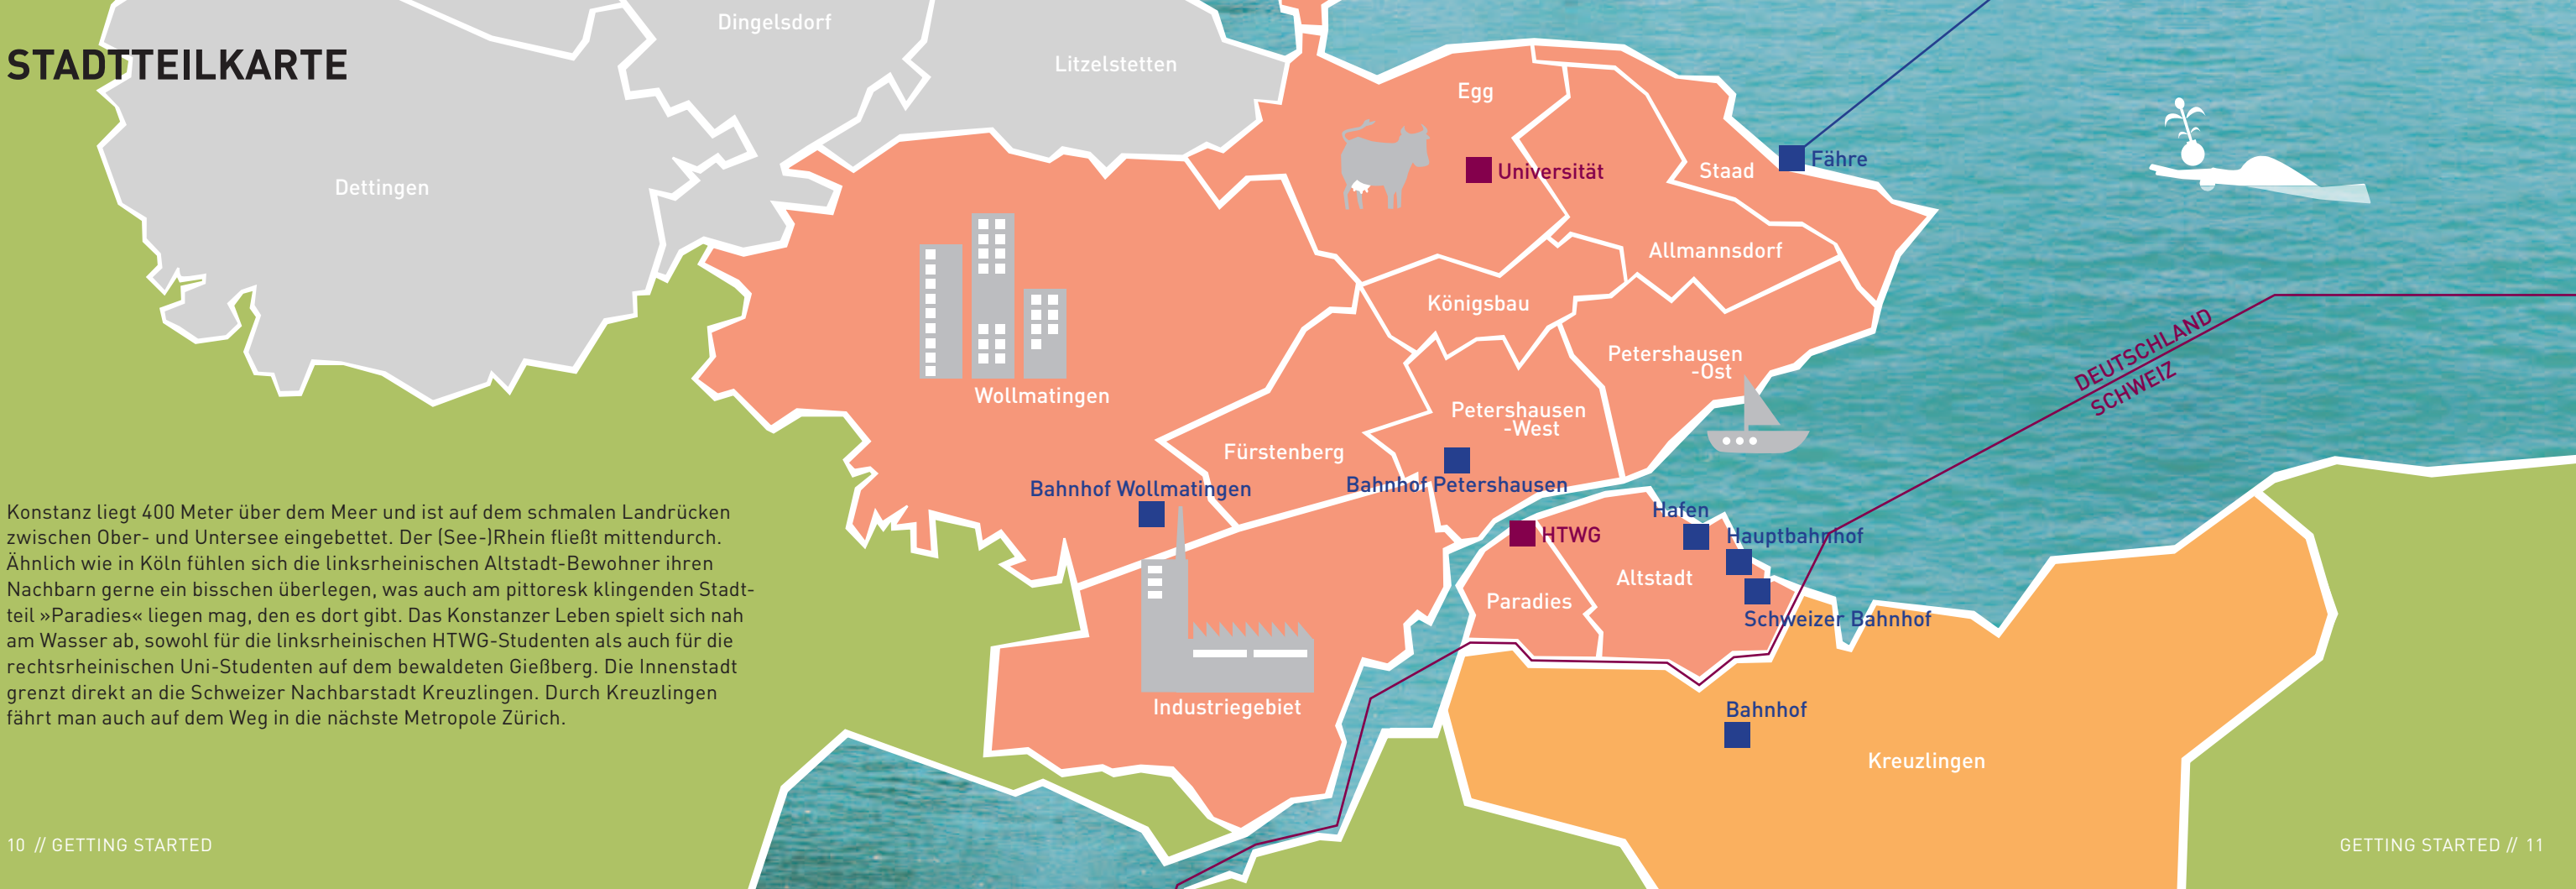 STADTTEILKARTE
Dingelsdorf
Litzelstetten
Dettingen
Egg
Universität
Staad
Fähre
Allmannsdorf
Königsbau
Petershausen
-Ost
DEUTSCHLAND
SCHWEIZ
Wollmatingen
Petershausen
-West
Fürstenberg
Bahnhof Wollmatingen
Bahnhof Petershausen
Hafen
HTWG
Hauptbahnhof
Altstadt
Paradies
Schweizer Bahnhof
Industriegebiet
Bahnhof
Kreuzlingen
Konstanz liegt 400 Meter über dem Meer und ist auf dem schmalen Landrücken
zwischen Ober- und Untersee eingebettet. Der (See-)Rhein fließt mittendurch.
Ähnlich wie in Köln fühlen sich die linksrheinischen Altstadt-Bewohner ihren
Nachbarn gerne ein bisschen überlegen, was auch am pittoresk klingenden Stadt-
teil »Paradies« liegen mag, den es dort gibt. Das Konstanzer Leben spielt sich nah
am Wasser ab, sowohl für die linksrheinischen HTWG-Studenten als auch für die
rechtsrheinischen Uni-Studenten auf dem bewaldeten Gießberg. Die Innenstadt
grenzt direkt an die Schweizer Nachbarstadt Kreuzlingen. Durch Kreuzlingen
fährt man auch auf dem Weg in die nächste Metropole Zürich.
10 // GETTING STARTED
GETTING STARTED // 11